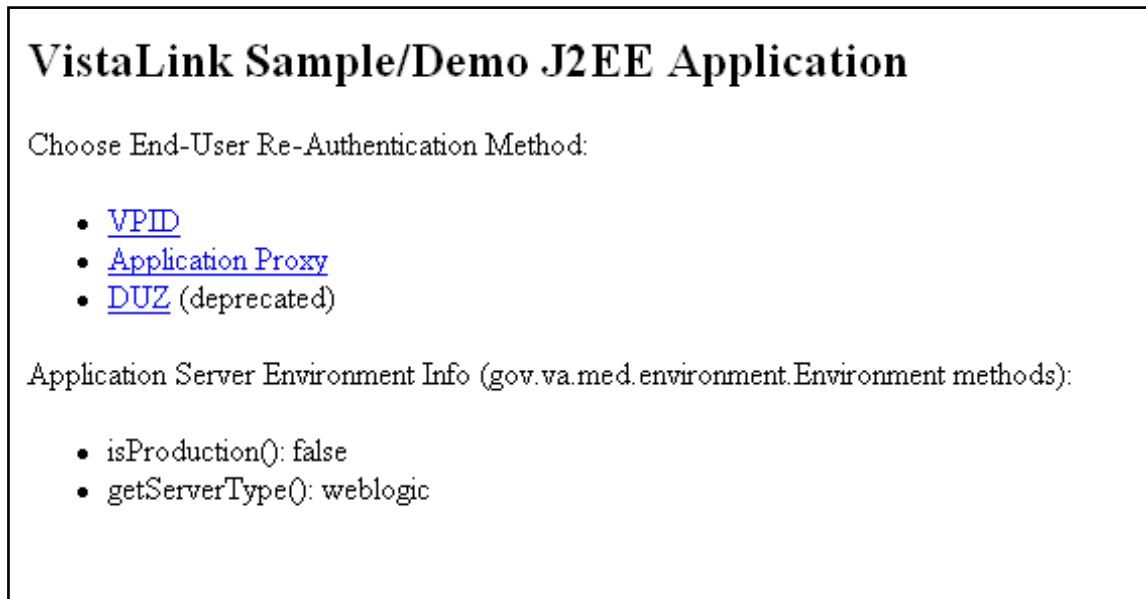 VistaLink Sample/Demo J2EE Application
Choose End-User Re-Authentication Method:
• VPID
• Application Proxy
• DUZ (deprecated)
Application Server Environment Info (gov.va.med.environment.Environment methods):
• isProduction(): false
• getServerType(): weblogic